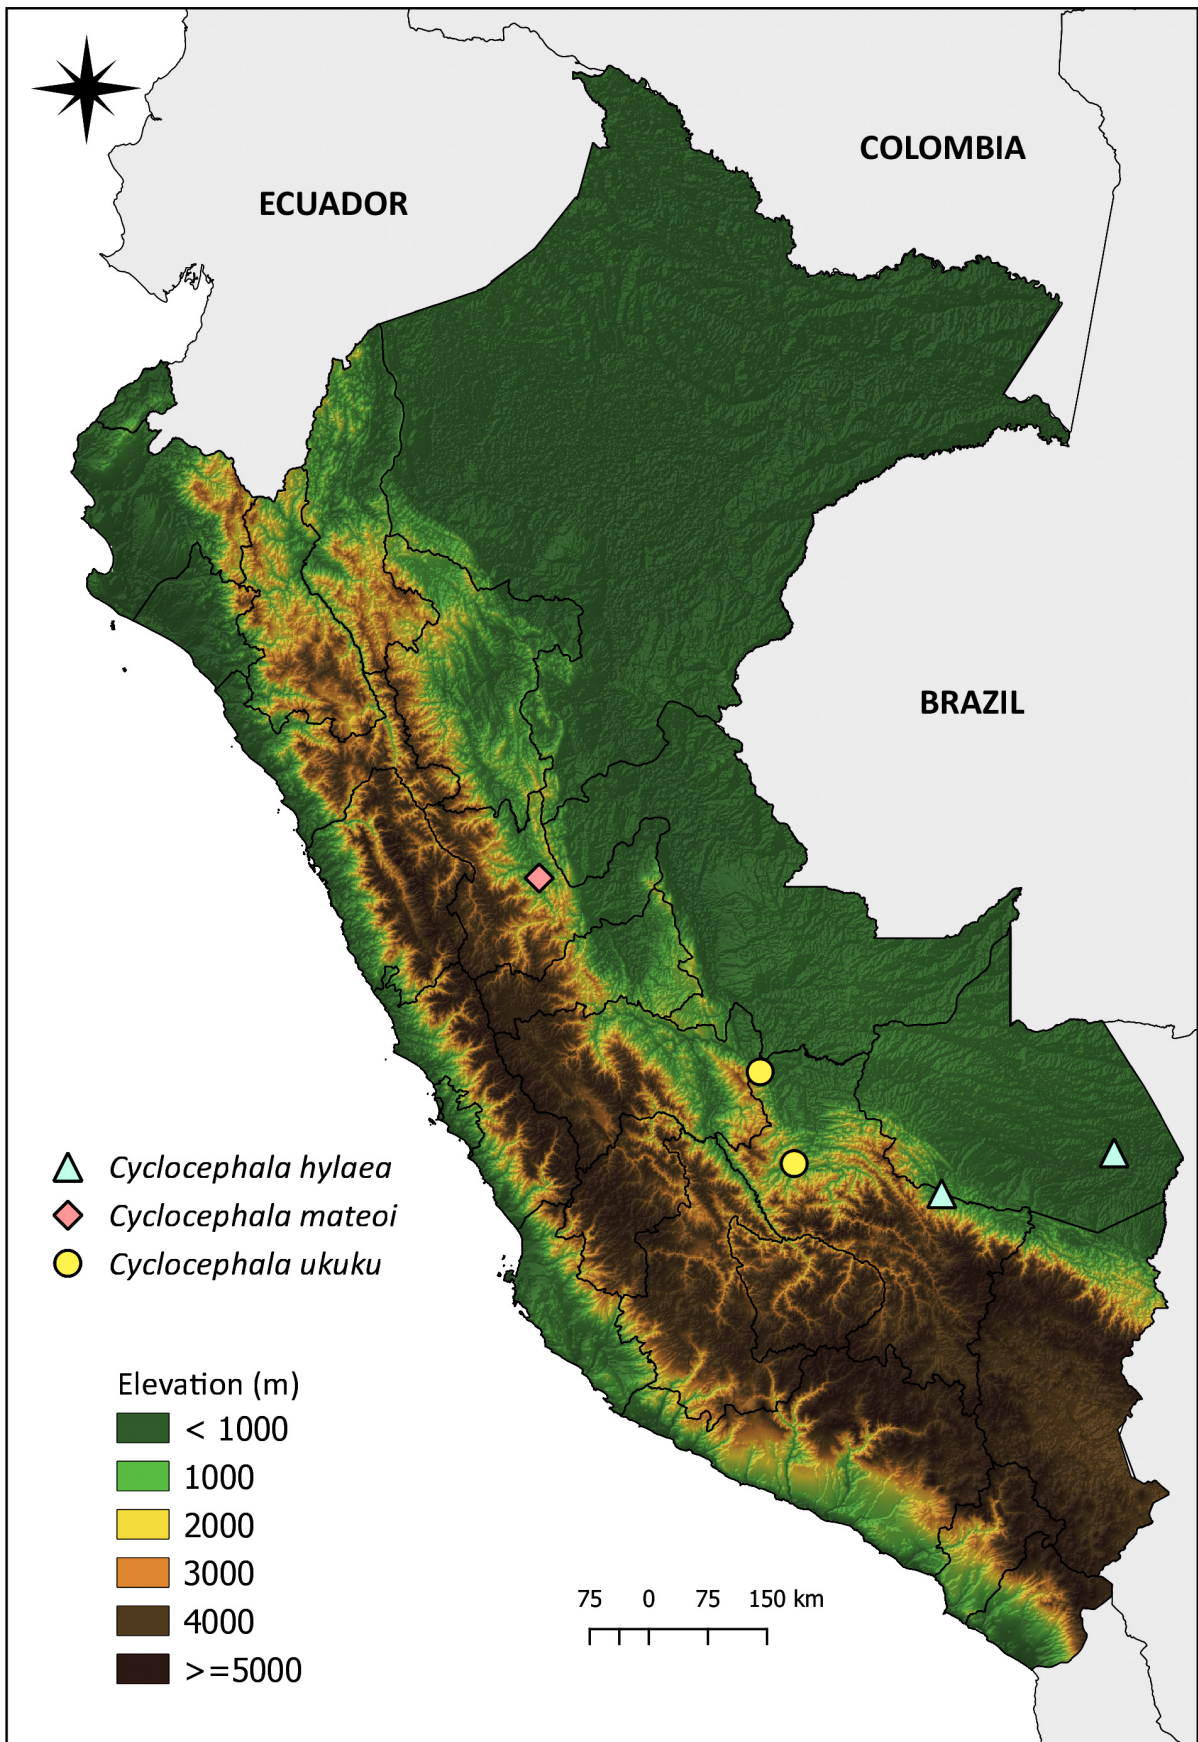 COLOMBIA
ECUADOR
BRAZIL
Cyclocephala hylaea
Cyclocephala mateoi
Cyclocephala ukuku
Elevation (m)
< 1000
1000
2000
3000
4000
>=5000
75 0 75 150 km